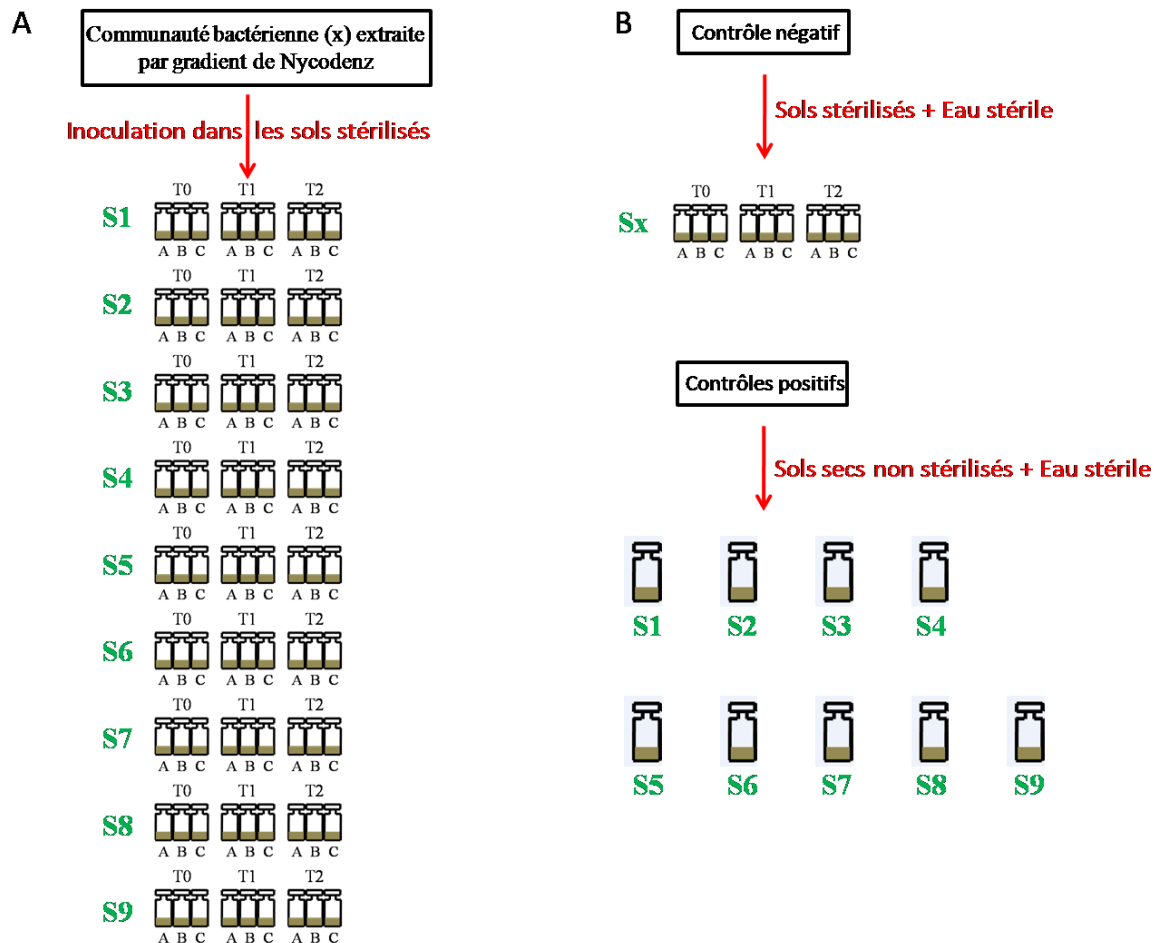 A
Communauté bactérienne (x) extraite
par gradient de Nycodenz
Inoculation dans les sols stérilisés
T0 T1 T2
S1
A B C A B C A B C
T0 T1 T2
S2
A B C A B C A B C
T0 T1 T2
S3
A B C A B C A B C
T0 T1 T2
S4
A B C A B C A B C
T0 T1 T2
S5
A B C A B C A B C
T0 T1 T2
S6
A B C A B C A B C
T0 T1 T2
S7
A B C A B C A B C
T0 T1 T2
S8
A B C A B C A B C
T0 T1 T2
S9
A B C A B C A B C
B
Contrôle négatif
Sols stérilisés + Eau stérile
T0 T1 T2
Sx
A B C A B C A B C
Contrôles positifs
Sols secs non stérilisés + Eau stérile
S1 S2 S3 S4
S5 S6 S7 S8 S9